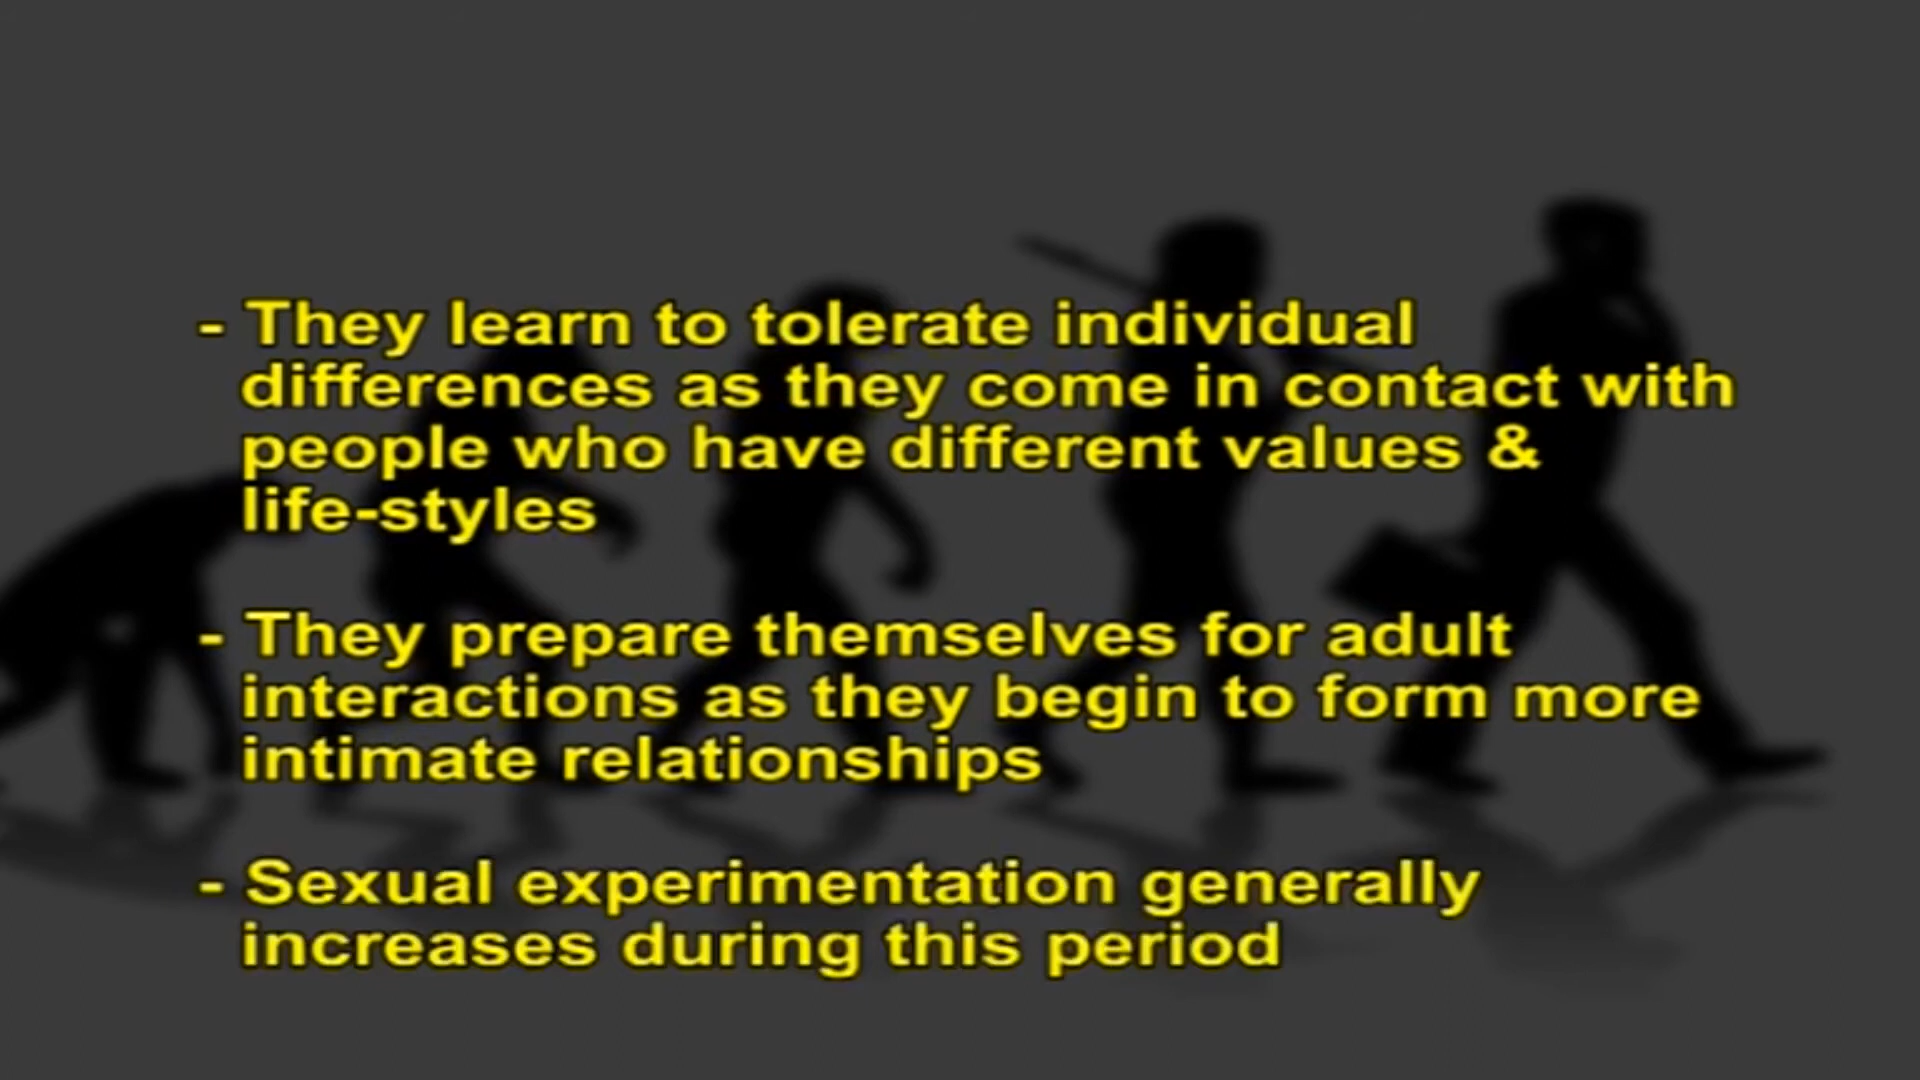 - They learn to tolerate individual
differences as they come in contact with
people who have different values &
life-styles
- They prepare themselves for adult
interactions as they begin to form more
intimate relationships
- Sexual experimentation generally
increases during this period